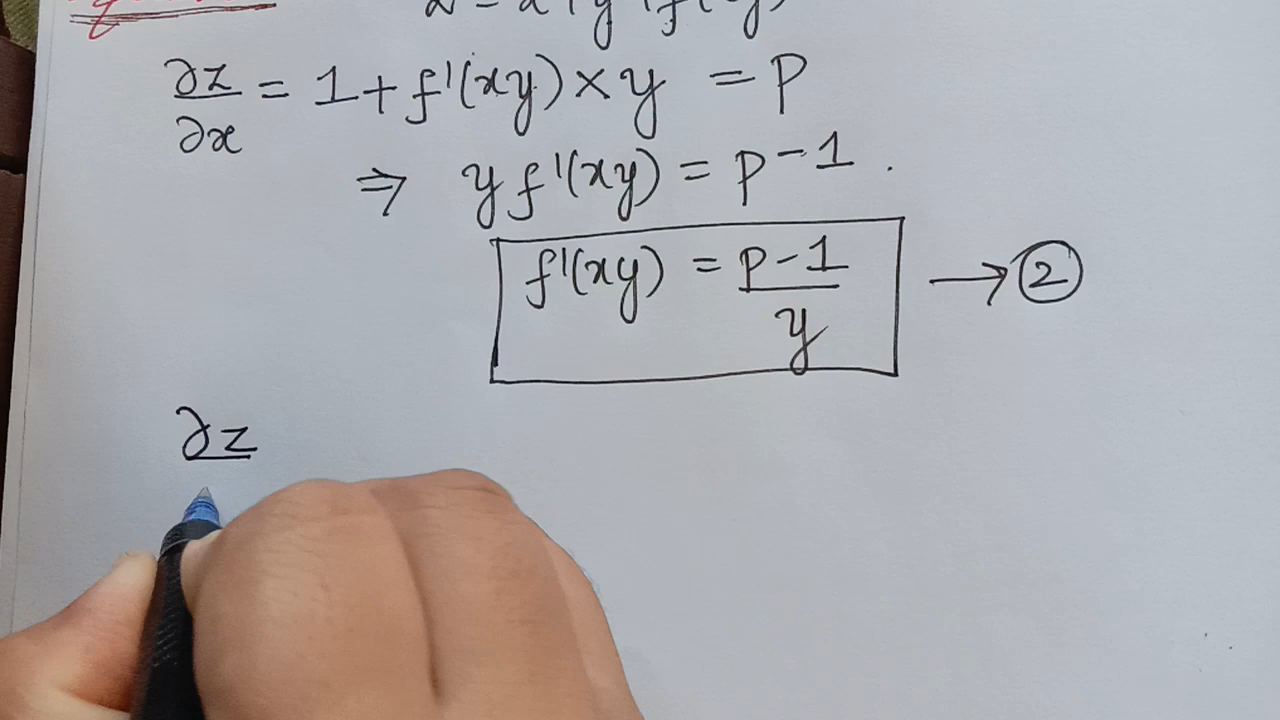 ∂z/∂x = 1 + f'(xy) × y = P
⇒ y f'(xy) = P - 1 .
f'(xy) = P - 1 / y → ②
∂z